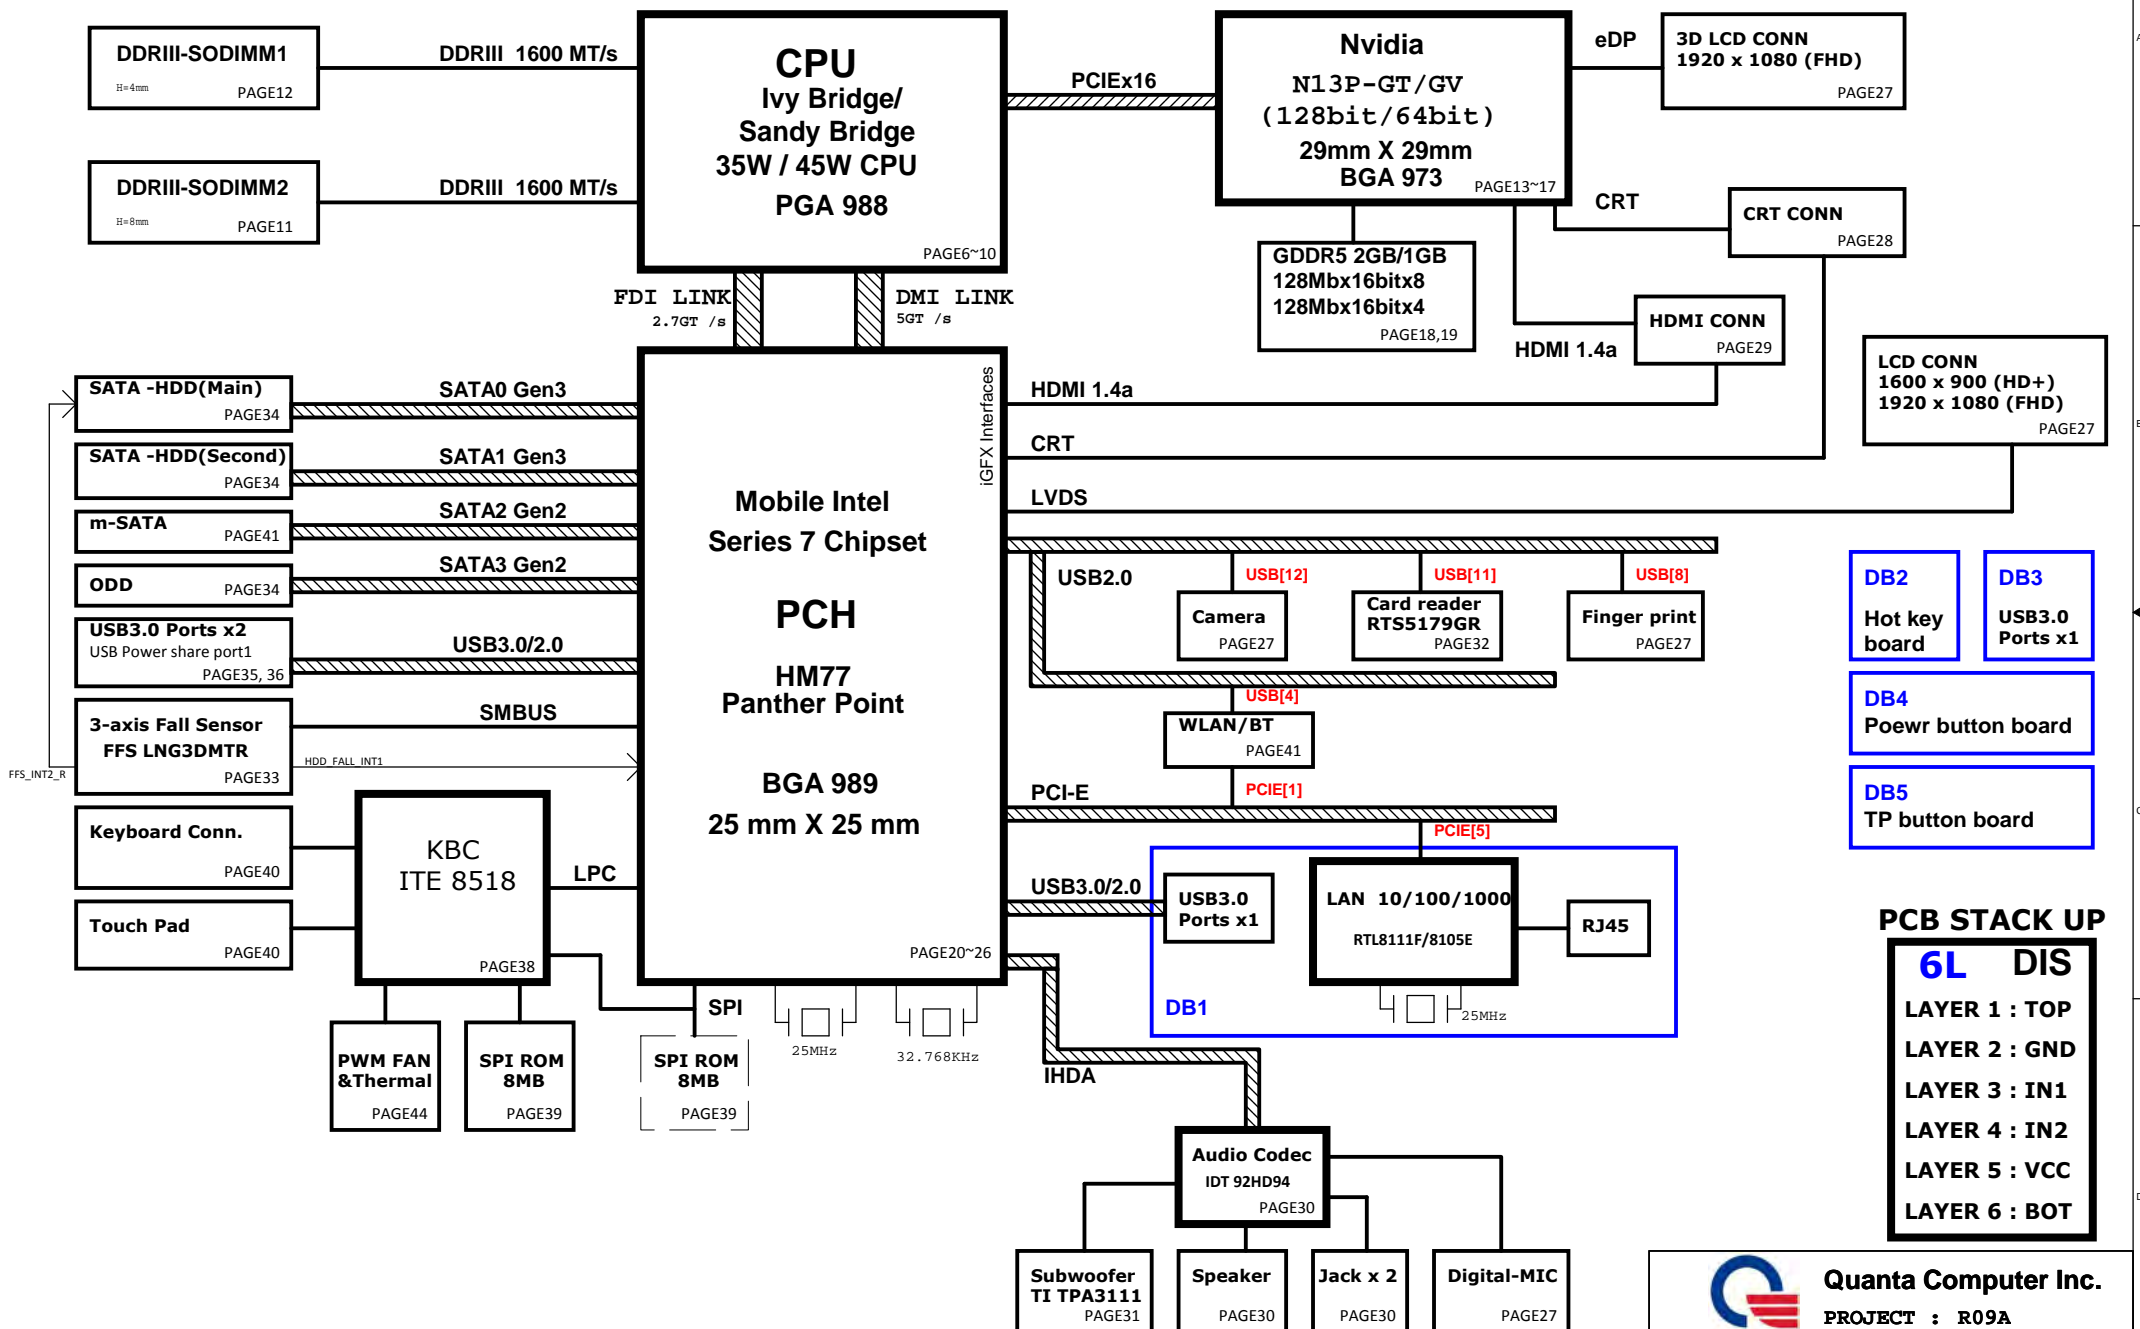 DDRIII-SODIMM1
H=4mm
PAGE12
DDRIII 1600 MT/s
DDRIII-SODIMM2
H=8mm
PAGE11
DDRIII 1600 MT/s
CPU
Ivy Bridge/
Sandy Bridge
35W / 45W CPU
PGA 988
PAGE6~10
PCIEx16
Nvidia
N13P-GT/GV
(128bit/64bit)
29mm X 29mm
BGA 973
PAGE13~17
eDP
3D LCD CONN
1920 x 1080 (FHD)
PAGE27
CRT
CRT CONN
PAGE28
GDDR5 2GB/1GB
128Mbx16bitx8
128Mbx16bitx4
PAGE18,19
HDMI 1.4a
HDMI CONN
PAGE29
LCD CONN
1600 x 900 (HD+)
1920 x 1080 (FHD)
PAGE27
FDI LINK
2.7GT /s
DMI LINK
5GT /s
SATA -HDD(Main)
PAGE34
SATA0 Gen3
SATA -HDD(Second)
PAGE34
SATA1 Gen3
m-SATA
PAGE41
SATA2 Gen2
ODD
PAGE34
SATA3 Gen2
USB3.0 Ports x2
USB Power share port1
PAGE35, 36
USB3.0/2.0
3-axis Fall Sensor
FFS LNG3DMTR
PAGE33
SMBUS
HDD_FALL_INT1
FFS_INT2_R
Keyboard Conn.
PAGE40
Touch Pad
PAGE40
KBC
ITE 8518
PAGE38
LPC
SPI
PWM FAN
&Thermal
PAGE44
SPI ROM
8MB
PAGE39
SPI ROM
8MB
PAGE39
Mobile Intel
Series 7 Chipset
PCH
HM77
Panther Point
BGA 989
25 mm X 25 mm
PAGE20~26
iGFX Interfaces
25MHz
32.768KHz
HDMI 1.4a
CRT
LVDS
USB2.0
USB[12]
Camera
PAGE27
USB[11]
Card reader
RTS5179GR
PAGE32
USB[8]
Finger print
PAGE27
USB[4]
WLAN/BT
PAGE41
PCIE[1]
PCI-E
PCIE[5]
USB3.0/2.0
USB3.0
Ports x1
LAN 10/100/1000
RTL8111F/8105E
RJ45
DB1
25MHz
IHDA
Audio Codec
IDT 92HD94
PAGE30
Subwoofer
TI TPA3111
PAGE31
Speaker
PAGE30
Jack x 2
PAGE30
Digital-MIC
PAGE27
DB2
Hot key
board
DB3
USB3.0
Ports x1
DB4
Poewr button board
DB5
TP button board
PCB STACK UP
6L DIS
LAYER 1 : TOP
LAYER 2 : GND
LAYER 3 : IN1
LAYER 4 : IN2
LAYER 5 : VCC
LAYER 6 : BOT
Quanta Computer Inc.
PROJECT : R09A